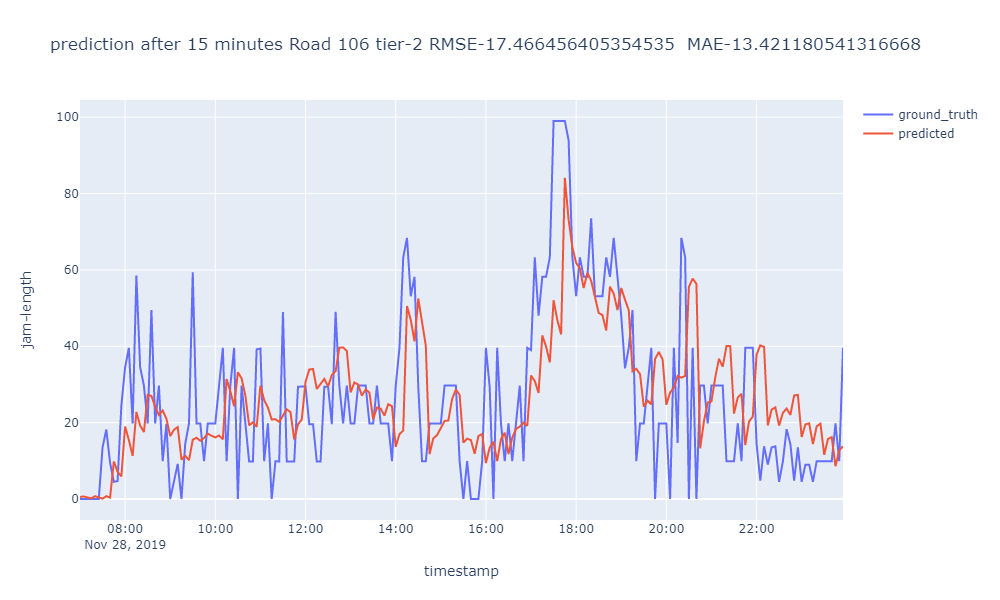 prediction after 15 minutes Road 106 tier-2 RMSE-17.466456405354535  MAE-13.421180541316668
ground_truth
predicted
100
80
60
40
20
0
jam-length
08:00 10:00 12:00 14:00 16:00 18:00 20:00 22:00
Nov 28, 2019
timestamp